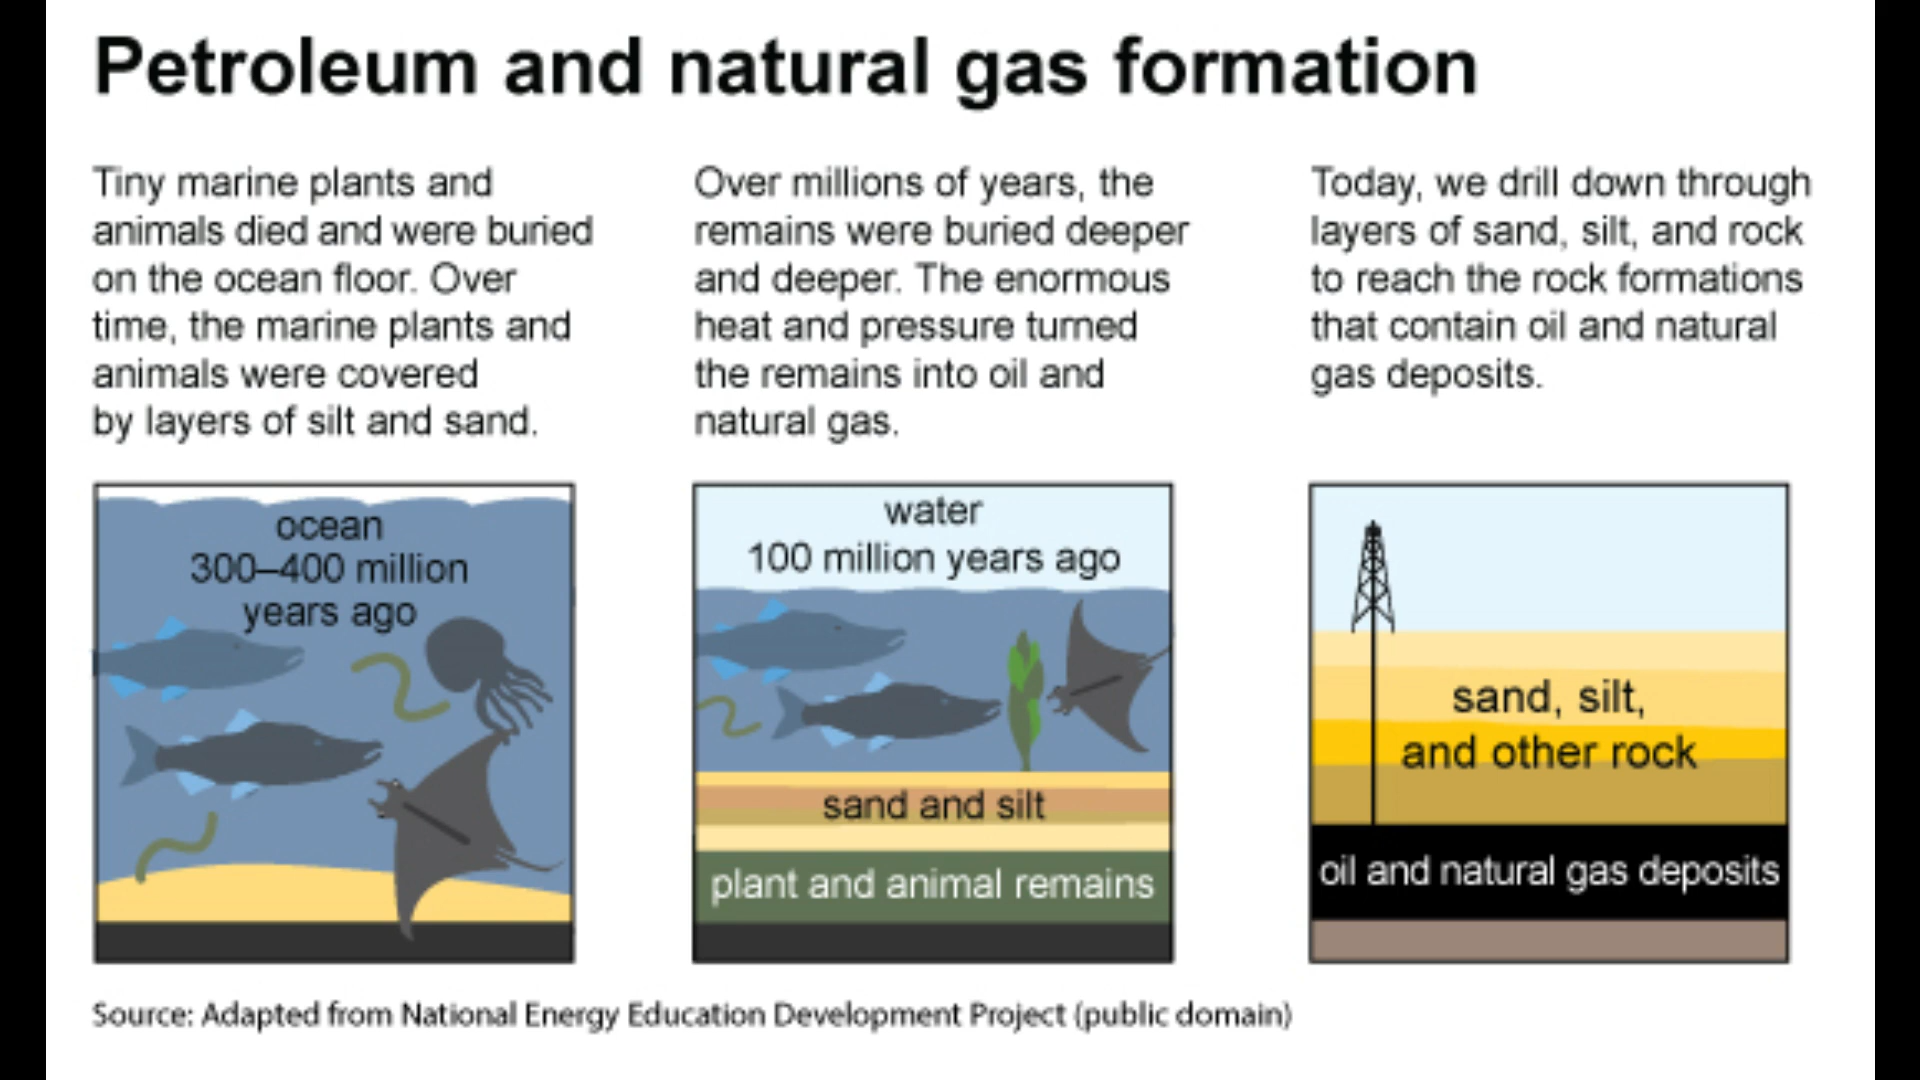 Petroleum and natural gas formation
Tiny marine plants and
animals died and were buried
on the ocean floor. Over
time, the marine plants and
animals were covered
by layers of silt and sand.
Over millions of years, the
remains were buried deeper
and deeper. The enormous
heat and pressure turned
the remains into oil and
natural gas.
Today, we drill down through
layers of sand, silt, and rock
to reach the rock formations
that contain oil and natural
gas deposits.
ocean
300–400 million
years ago
water
100 million years ago
sand and silt
plant and animal remains
sand, silt,
and other rock
oil and natural gas deposits
Source: Adapted from National Energy Education Development Project (public domain)